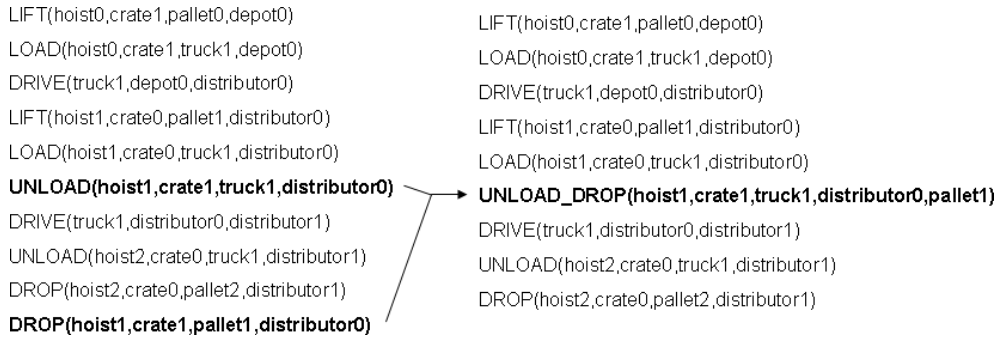 LIFT(hoist0,crate1,pallet0,depot0)
LOAD(hoist0,crate1,truck1,depot0)
DRIVE(truck1,depot0,distributor0)
LIFT(hoist1,crate0,pallet1,distributor0)
LOAD(hoist1,crate0,truck1,distributor0)
UNLOAD(hoist1,crate1,truck1,distributor0)
DRIVE(truck1,distributor0,distributor1)
UNLOAD(hoist2,crate0,truck1,distributor1)
DROP(hoist2,crate0,pallet2,distributor1)
DROP(hoist1,crate1,pallet1,distributor0)
LIFT(hoist0,crate1,pallet0,depot0)
LOAD(hoist0,crate1,truck1,depot0)
DRIVE(truck1,depot0,distributor0)
LIFT(hoist1,crate0,pallet1,distributor0)
LOAD(hoist1,crate0,truck1,distributor0)
UNLOAD_DROP(hoist1,crate1,truck1,distributor0,pallet1)
DRIVE(truck1,distributor0,distributor1)
UNLOAD(hoist2,crate0,truck1,distributor1)
DROP(hoist2,crate0,pallet2,distributor1)